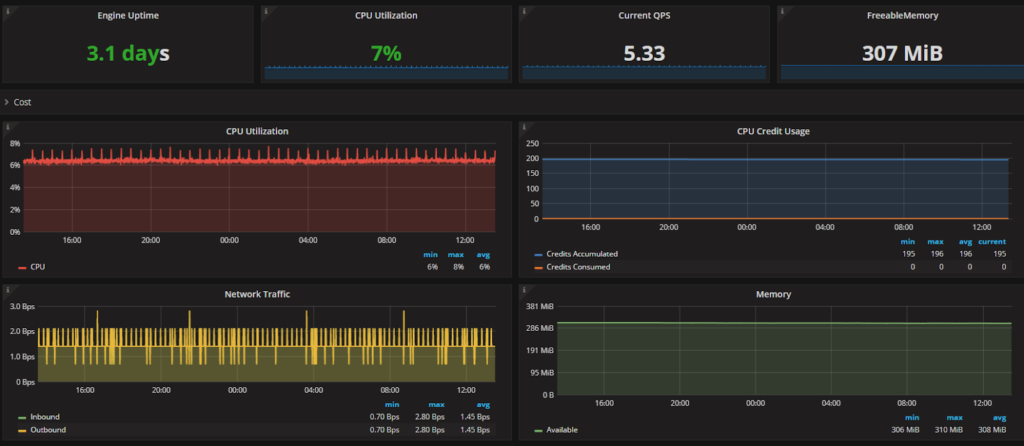 Engine Uptime
3.1 days
CPU Utilization
7%
Current QPS
5.33
FreeableMemory
307 MiB
Cost
CPU Utilization
8%
6%
4%
2%
0%
16:00 20:00 00:00 04:00 08:00 12:00
min max avg
CPU 6% 8% 6%
CPU Credit Usage
250
200
150
100
50
0
16:00 20:00 00:00 04:00 08:00 12:00
min max avg current
Credits Accumulated 195 196 196 195
Credits Consumed 0 0 0 0
Network Traffic
3.0 Bps
2.0 Bps
1.0 Bps
0 Bps
16:00 20:00 00:00 04:00 08:00 12:00
min max avg
Inbound 0.70 Bps 2.80 Bps 1.45 Bps
Outbound 0.70 Bps 2.80 Bps 1.45 Bps
Memory
381 MiB
286 MiB
191 MiB
95 MiB
0 B
16:00 20:00 00:00 04:00 08:00 12:00
min max avg
Available 306 MiB 310 MiB 308 MiB